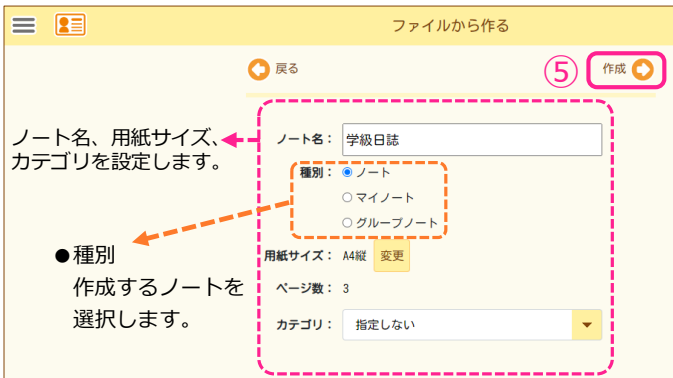 ファイルから作る
戻る
⑤
作成
ノート名、用紙サイズ、
カテゴリを設定します。
ノート名： 学級日誌
種別： ノート
マイノート
グループノート
●種別
作成するノートを
選択します。
用紙サイズ： A4縦 変更
ページ数： 3
カテゴリ： 指定しない